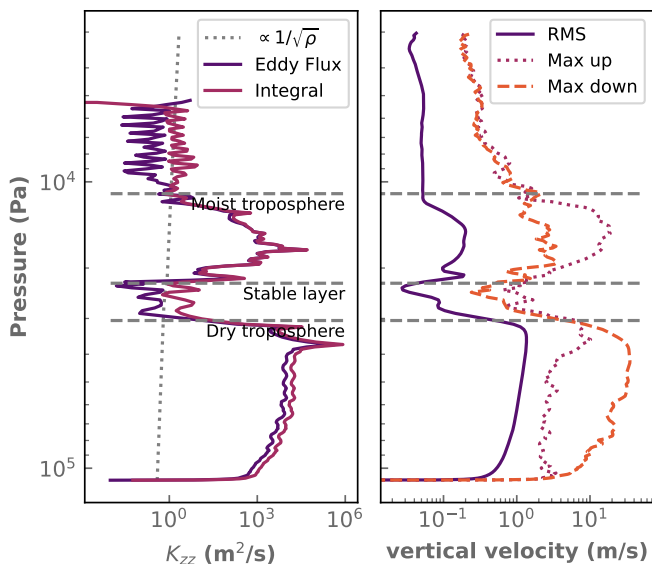 ∝ 1/√ρ
Eddy Flux
Integral
RMS
Max up
Max down
Pressure (Pa)
10⁴
10⁵
Moist troposphere
Stable layer
Dry troposphere
10⁰
10³
10⁶
10⁻¹
10⁰
10¹
K_zz (m²/s)
vertical velocity (m/s)